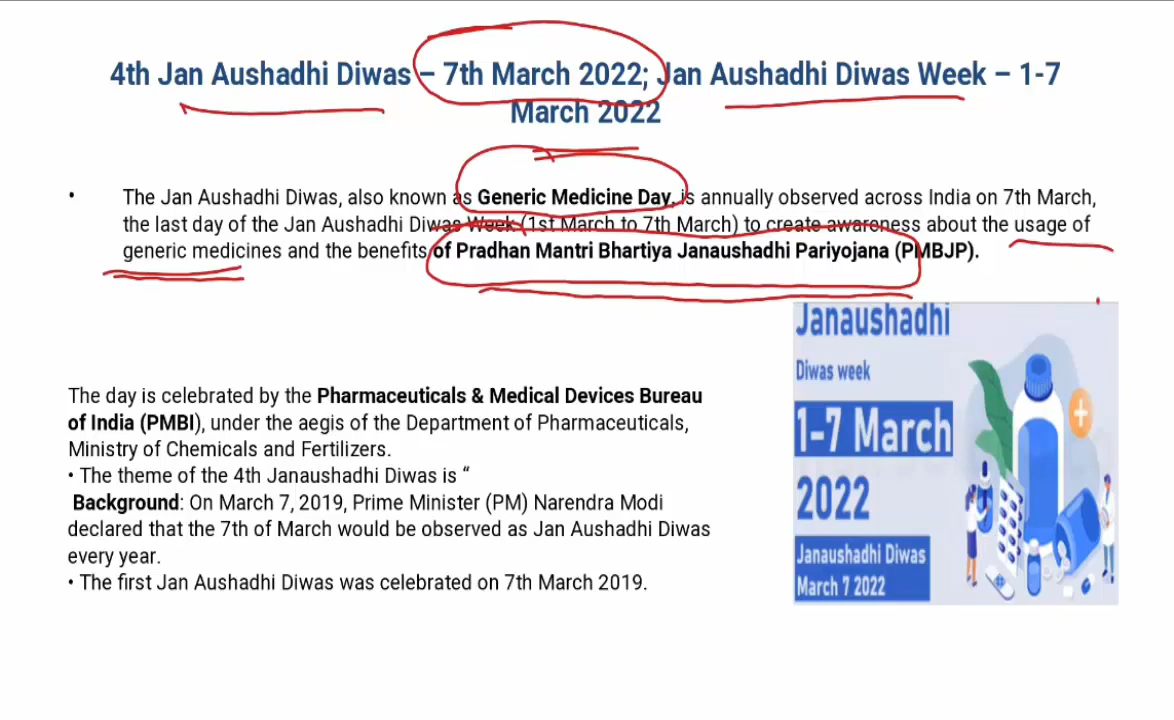 4th Jan Aushadhi Diwas – 7th March 2022; Jan Aushadhi Diwas Week – 1-7
March 2022
• The Jan Aushadhi Diwas, also known as Generic Medicine Day, is annually observed across India on 7th March,
the last day of the Jan Aushadhi Diwas Week (1st March to 7th March) to create awareness about the usage of
generic medicines and the benefits of Pradhan Mantri Bhartiya Janaushadhi Pariyojana (PMBJP).
The day is celebrated by the Pharmaceuticals & Medical Devices Bureau
of India (PMBI), under the aegis of the Department of Pharmaceuticals,
Ministry of Chemicals and Fertilizers.
• The theme of the 4th Janaushadhi Diwas is “
Background: On March 7, 2019, Prime Minister (PM) Narendra Modi
declared that the 7th of March would be observed as Jan Aushadhi Diwas
every year.
• The first Jan Aushadhi Diwas was celebrated on 7th March 2019.
Janaushadhi
Diwas week
1-7 March
2022
Janaushadhi Diwas
March 7 2022